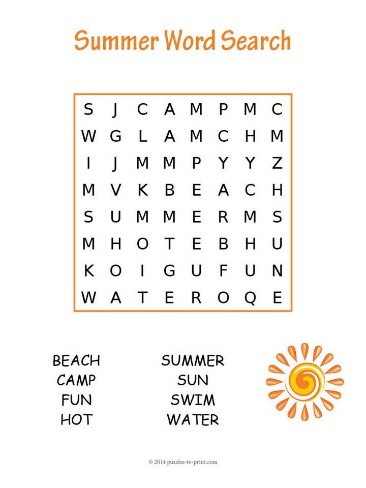 Summer Word Search
S J C A M P M C
W G L A M C H M
I J M M P Y Y Z
M V K B E A C H
S U M M E R M S
M H O T E B H U
K O I G U F U N
W A T E R O Q E
BEACH SUMMER
CAMP SUN
FUN SWIM
HOT WATER
© 2014 puzzles-to-print.com